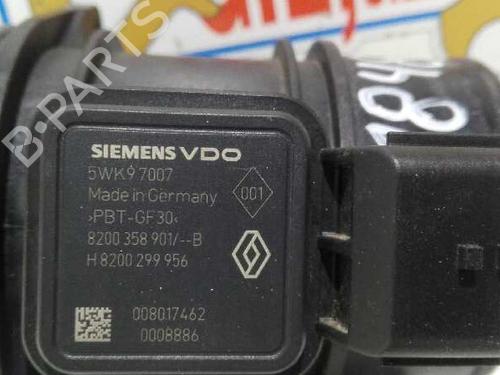 SIEMENS VDO
5WK9 7007
Made in Germany
001
>PBT-GF30<
8200 358 901/--B
H 8200 299 956
008017462
0008886
B-PARTS